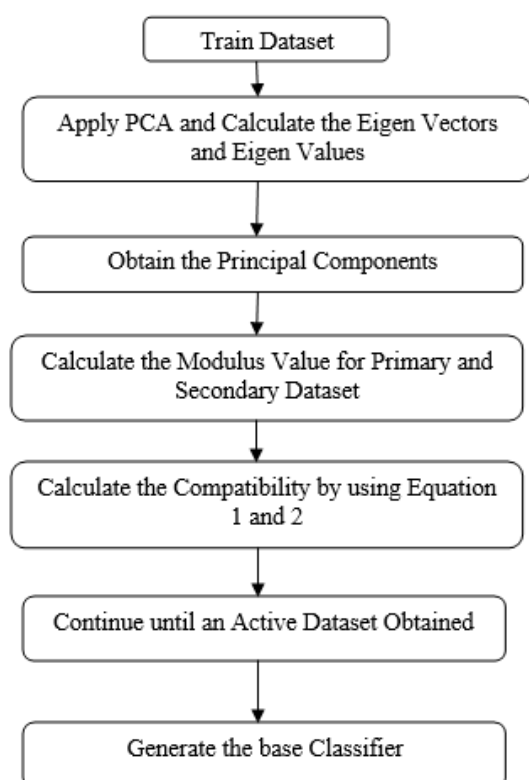 Train Dataset
Apply PCA and Calculate the Eigen Vectors
and Eigen Values
Obtain the Principal Components
Calculate the Modulus Value for Primary and
Secondary Dataset
Calculate the Compatibility by using Equation
1 and 2
Continue until an Active Dataset Obtained
Generate the base Classifier